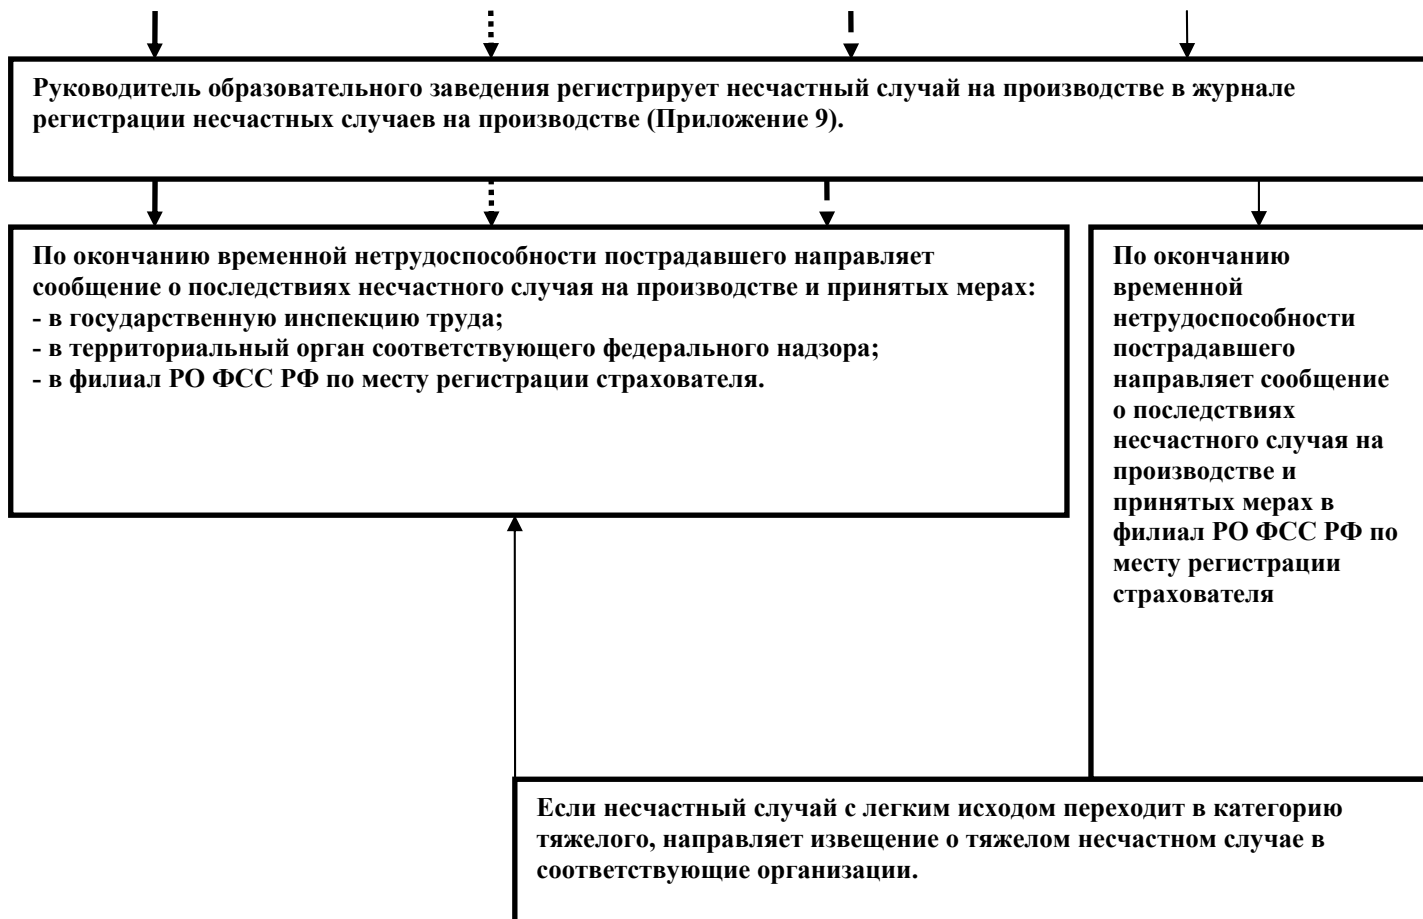 Руководитель образовательного заведения регистрирует несчастный случай на производстве в журнале
регистрации несчастных случаев на производстве (Приложение 9).
По окончанию временной нетрудоспособности пострадавшего направляет
сообщение о последствиях несчастного случая на производстве и принятых мерах:
- в государственную инспекцию труда;
- в территориальный орган соответствующего федерального надзора;
- в филиал РО ФСС РФ по месту регистрации страхователя.
По окончанию
временной
нетрудоспособности
пострадавшего
направляет сообщение
о последствиях
несчастного случая на
производстве и
принятых мерах в
филиал РО ФСС РФ по
месту регистрации
страхователя
Если несчастный случай с легким исходом переходит в категорию
тяжелого, направляет извещение о тяжелом несчастном случае в
соответствующие организации.